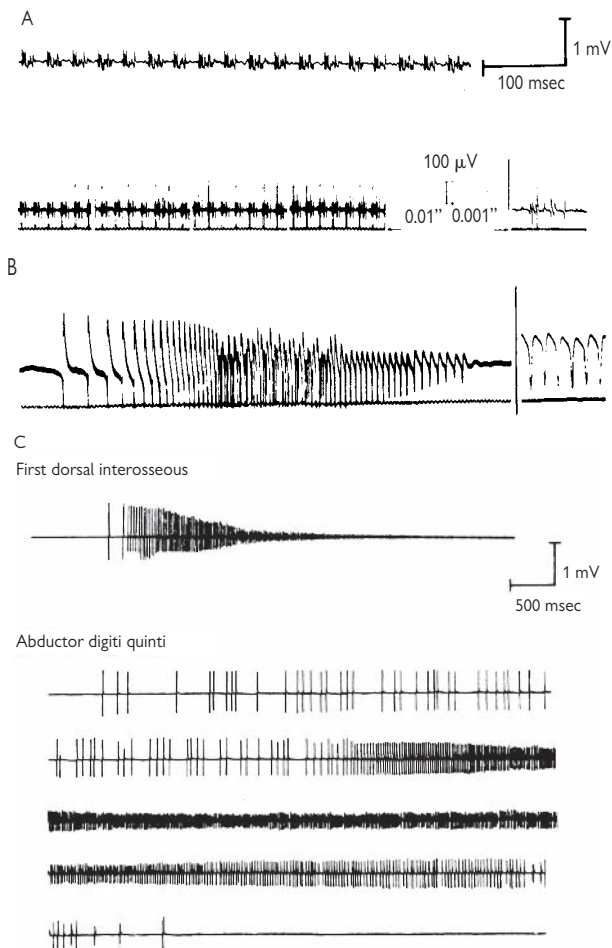 A
1 mV
100 msec
100 μV
0.01" 0.001"
B
C
First dorsal interosseous
1 mV
500 msec
Abductor digiti quinti